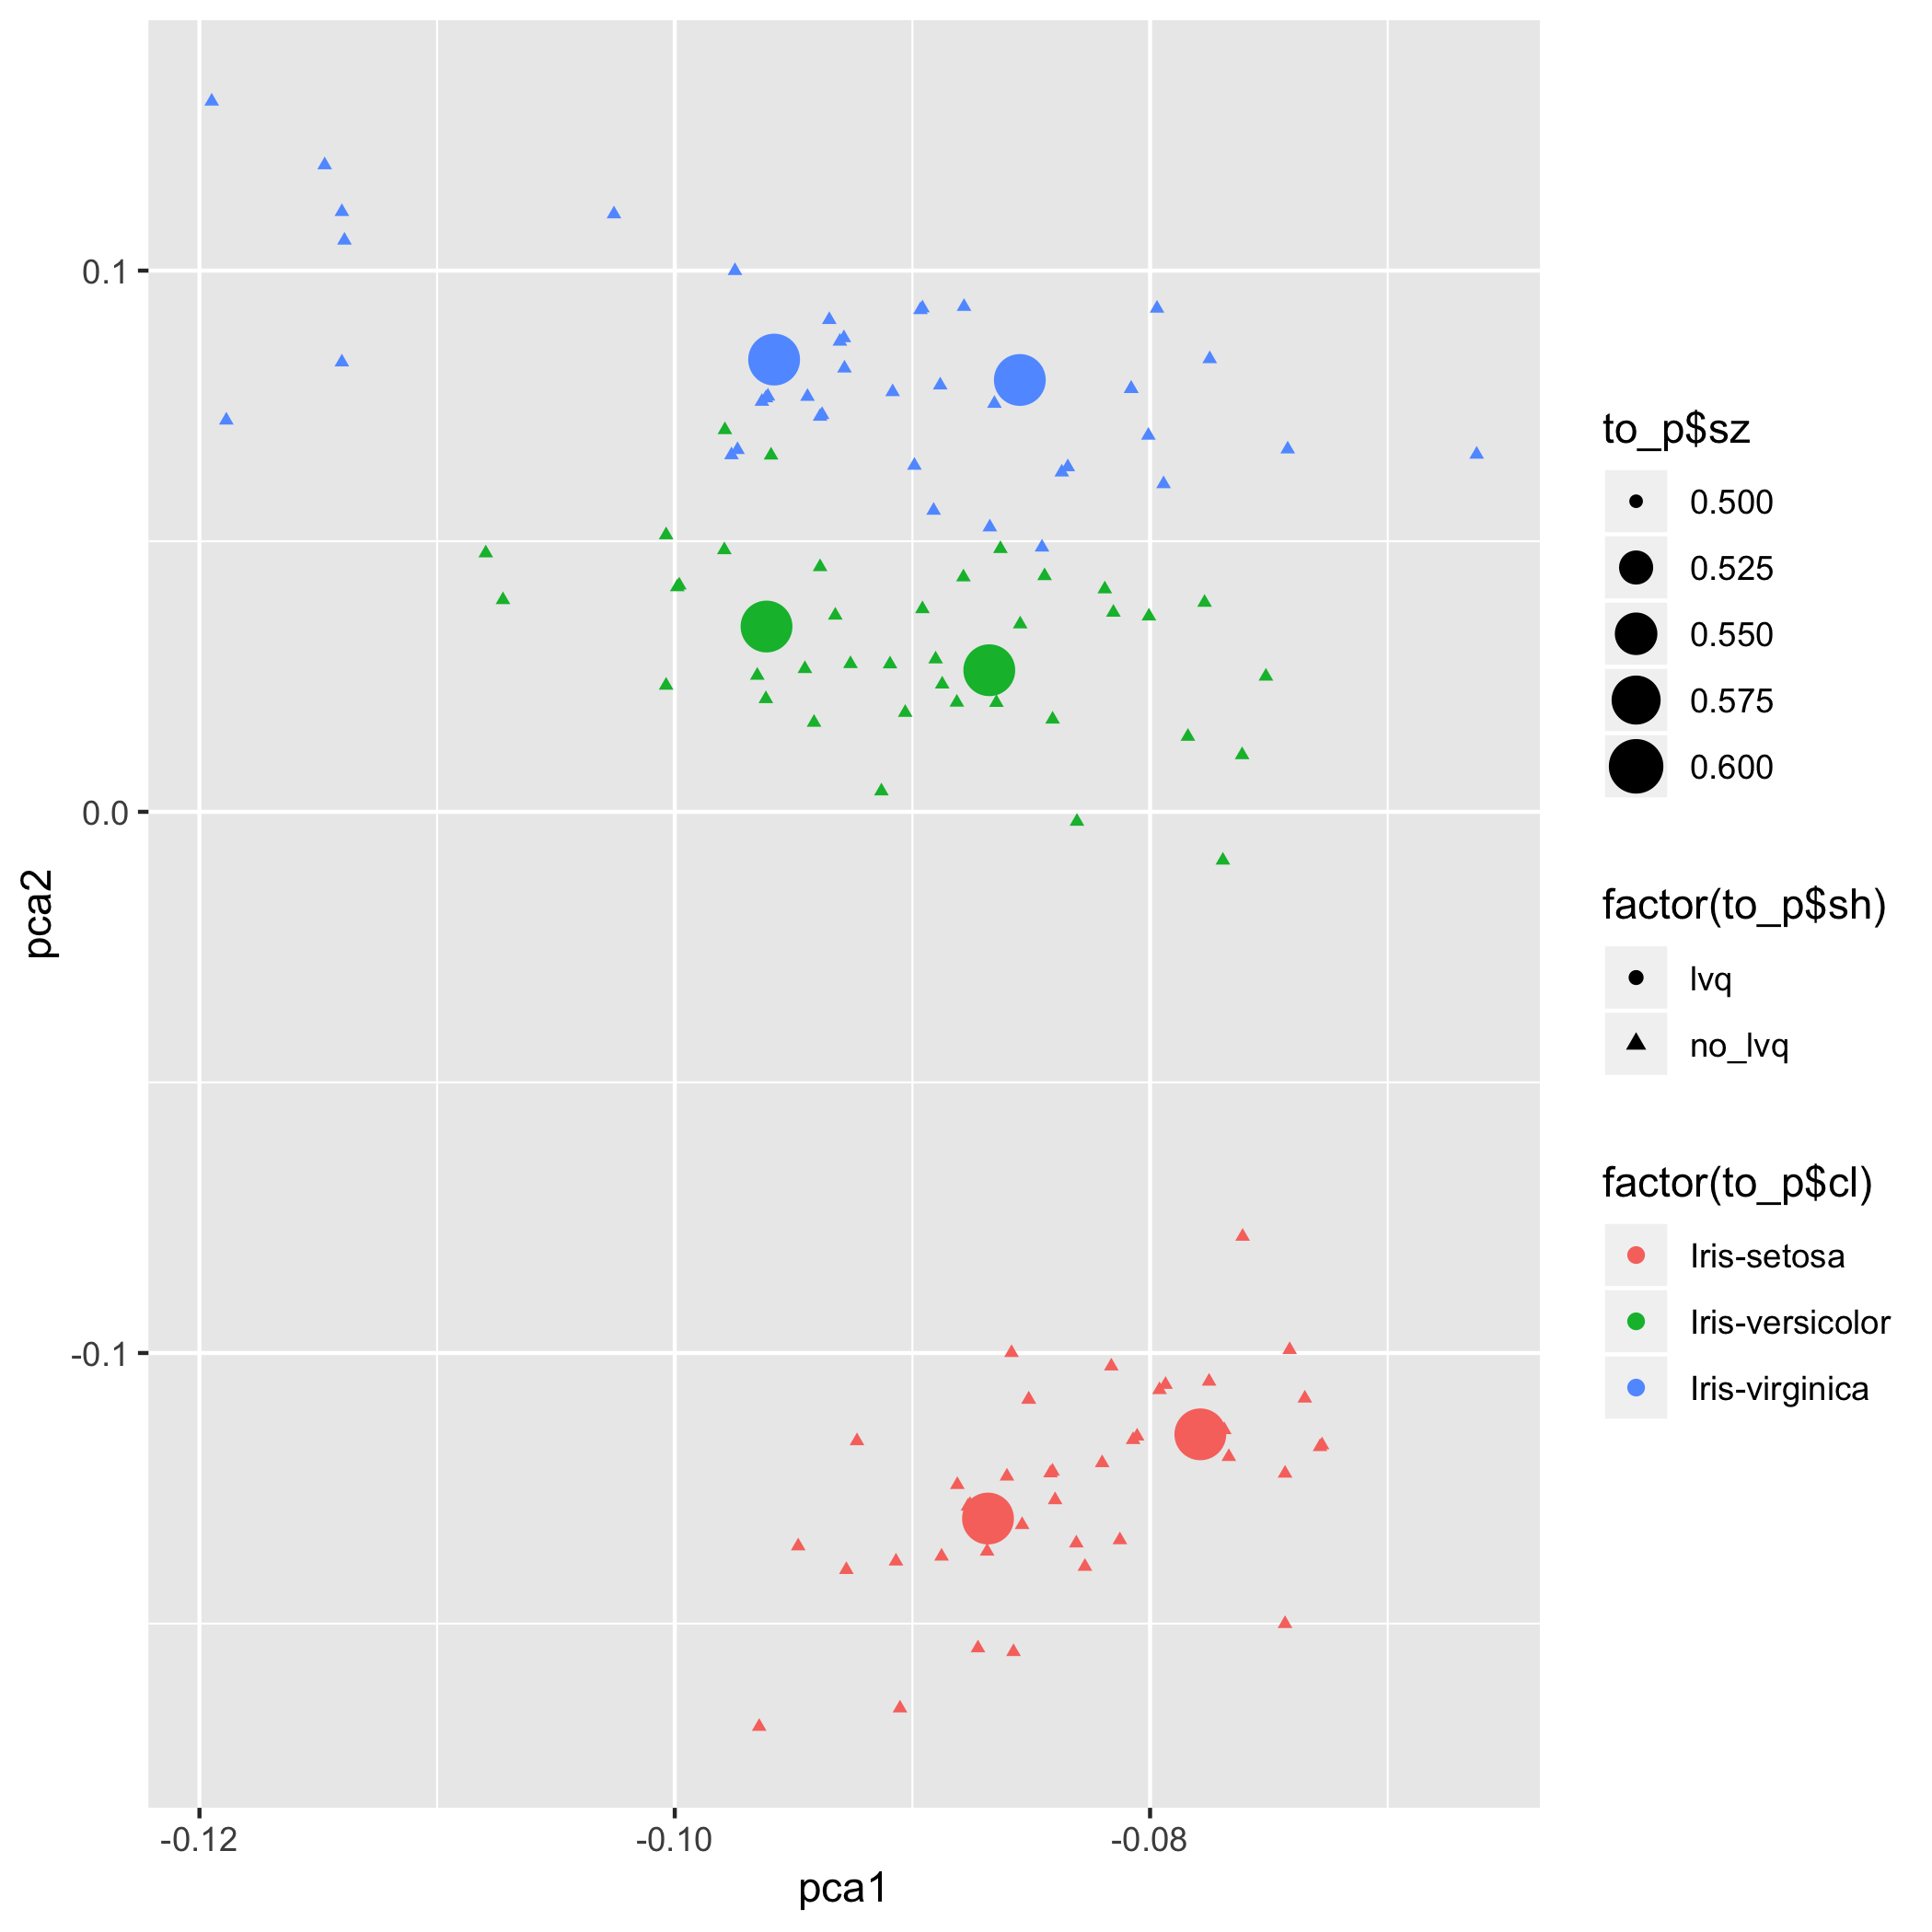 0.1
0.0
-0.1
pca2
-0.12
-0.10
-0.08
pca1
to_p$sz
0.500
0.525
0.550
0.575
0.600
factor(to_p$sh)
lvq
no_lvq
factor(to_p$cl)
Iris-setosa
Iris-versicolor
Iris-virginica